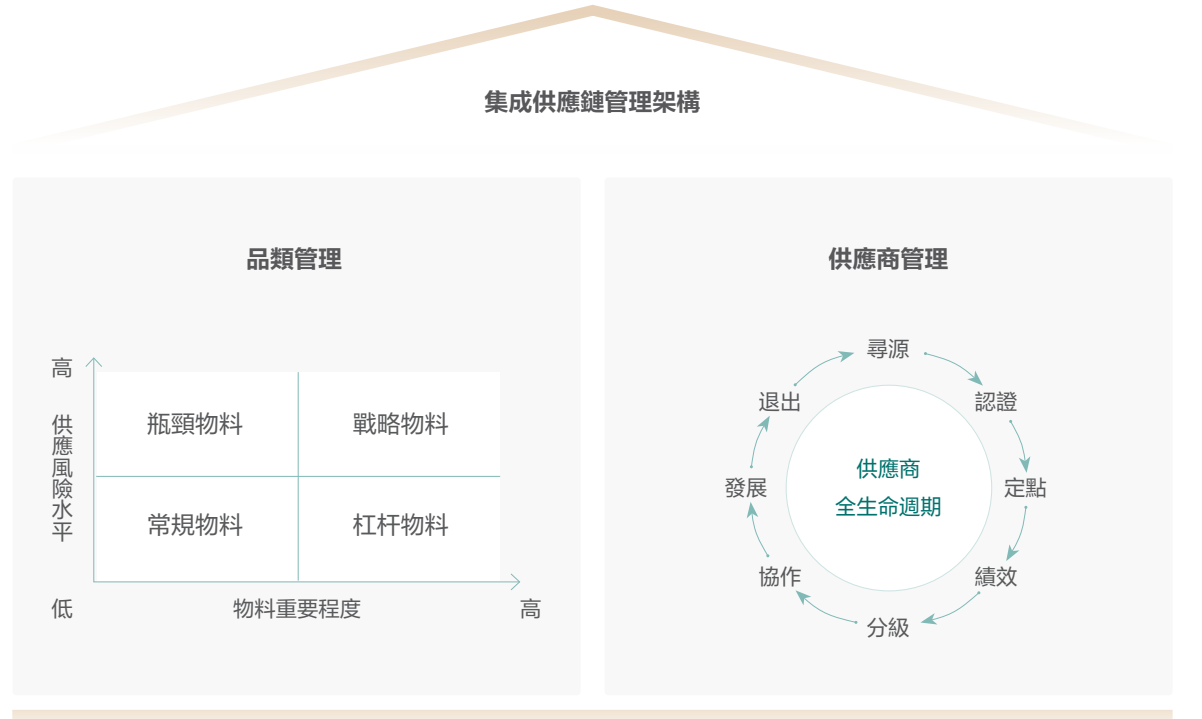 集成供應鏈管理架構
品類管理
高
供應風險水平
瓶頸物料
戰略物料
常規物料
杠杆物料
低
物料重要程度
高
供應商管理
尋源
認證
定點
績效
分級
協作
發展
退出
供應商
全生命週期